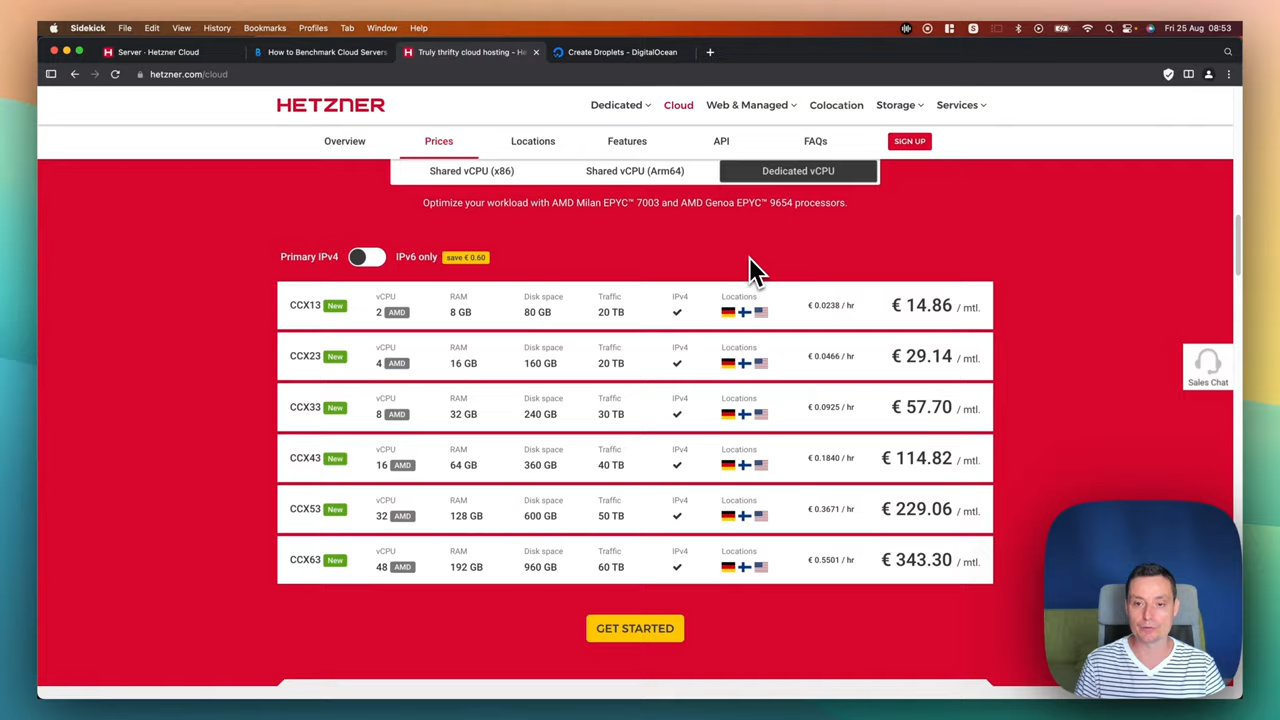 Sidekick File Edit View History Bookmarks Profiles Tab Window Help Fri 25 Aug 08:53
Server - Hetzner Cloud How to Benchmark Cloud Servers Truly thrifty cloud hosting - He Create Droplets - DigitalOcean
hetzner.com/cloud
HETZNER Dedicated Cloud Web & Managed Colocation Storage Services
Overview Prices Locations Features API FAQs SIGN UP
Shared vCPU (x86) Shared vCPU (Arm64) Dedicated vCPU
Optimize your workload with AMD Milan EPYC™ 7003 and AMD Genoa EPYC™ 9654 processors.
Primary IPv4 IPv6 only save € 0.60
vCPU RAM Disk space Traffic IPv4 Locations
CCX13 New 2 AMD 8 GB 80 GB 20 TB € 0.0238 / hr € 14.86 / mtl.
vCPU RAM Disk space Traffic IPv4 Locations
CCX23 New 4 AMD 16 GB 160 GB 20 TB € 0.0466 / hr € 29.14 / mtl.
Sales Chat
vCPU RAM Disk space Traffic IPv4 Locations
CCX33 New 8 AMD 32 GB 240 GB 30 TB € 0.0925 / hr € 57.70 / mtl.
vCPU RAM Disk space Traffic IPv4 Locations
CCX43 New 16 AMD 64 GB 360 GB 40 TB € 0.1840 / hr € 114.82 / mtl.
vCPU RAM Disk space Traffic IPv4 Locations
CCX53 New 32 AMD 128 GB 600 GB 50 TB € 0.3671 / hr € 229.06 / mtl.
vCPU RAM Disk space Traffic IPv4 Locations
CCX63 New 48 AMD 192 GB 960 GB 60 TB € 0.5501 / hr € 343.30 / mtl.
GET STARTED